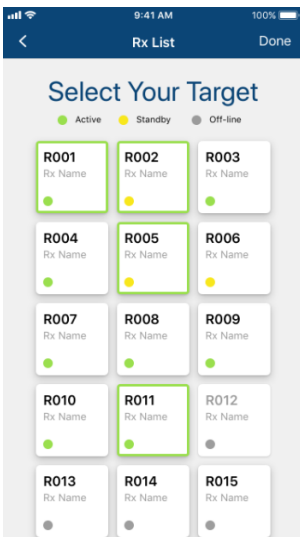 9:41 AM 100%
Rx List Done
Select Your Target
Active Standby Off-line
R001 R002 R003
Rx Name Rx Name Rx Name
R004 R005 R006
Rx Name Rx Name Rx Name
R007 R008 R009
Rx Name Rx Name Rx Name
R010 R011 R012
Rx Name Rx Name Rx Name
R013 R014 R015
Rx Name Rx Name Rx Name